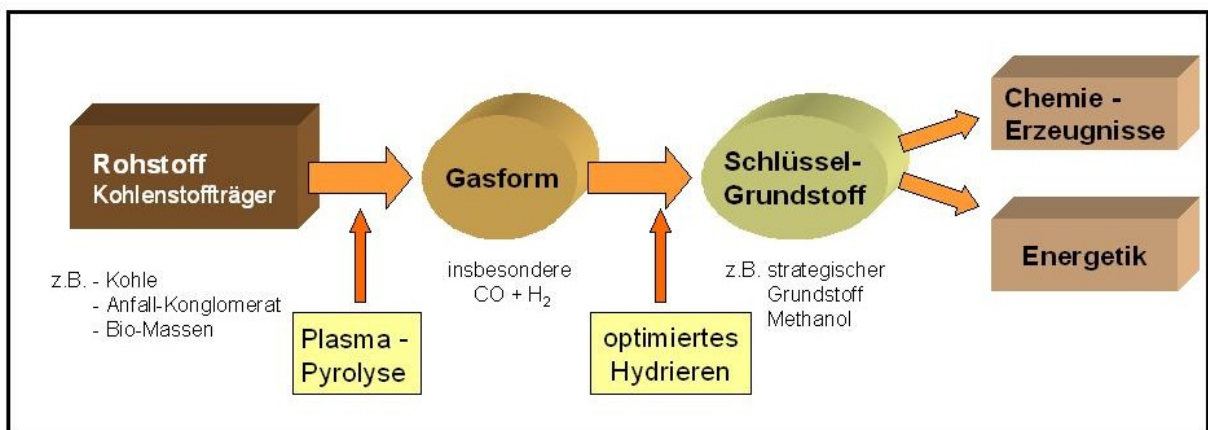 Rohstoff
Kohlenstoffträger
z.B. - Kohle
- Anfall-Konglomerat
- Bio-Massen
Plasma -
Pyrolyse
Gasform
insbesondere
CO + H₂
optimiertes
Hydrieren
Schlüssel-
Grundstoff
z.B. strategischer
Grundstoff
Methanol
Chemie -
Erzeugnisse
Energetik